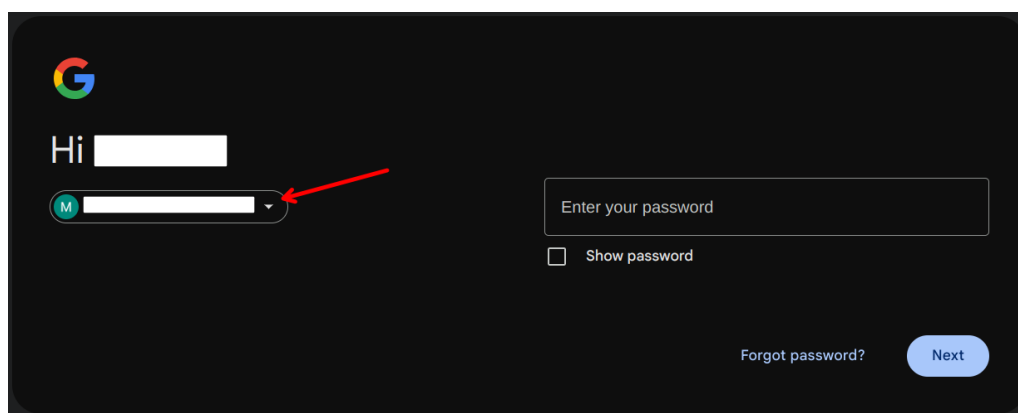 Hi
M
Enter your password
Show password
Forgot password?
Next